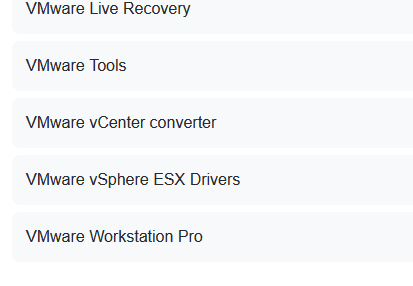 VMware Live Recovery
VMware Tools
VMware vCenter converter
VMware vSphere ESX Drivers
VMware Workstation Pro